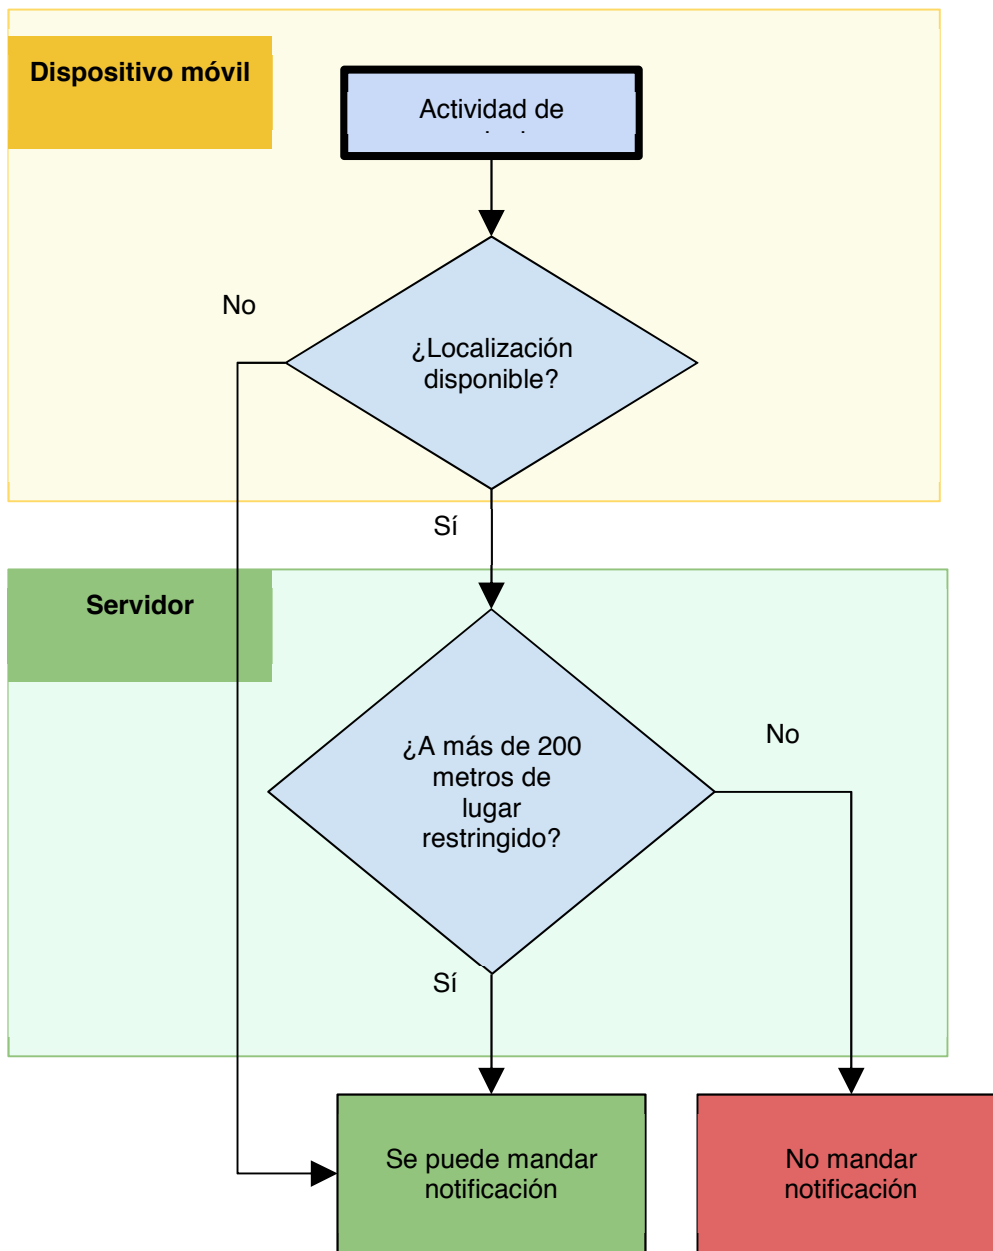 Dispositivo móvil
Actividad de
No
¿Localización
disponible?
Sí
Servidor
¿A más de 200
metros de
lugar
restringido?
No
Sí
Se puede mandar
notificación
No mandar
notificación